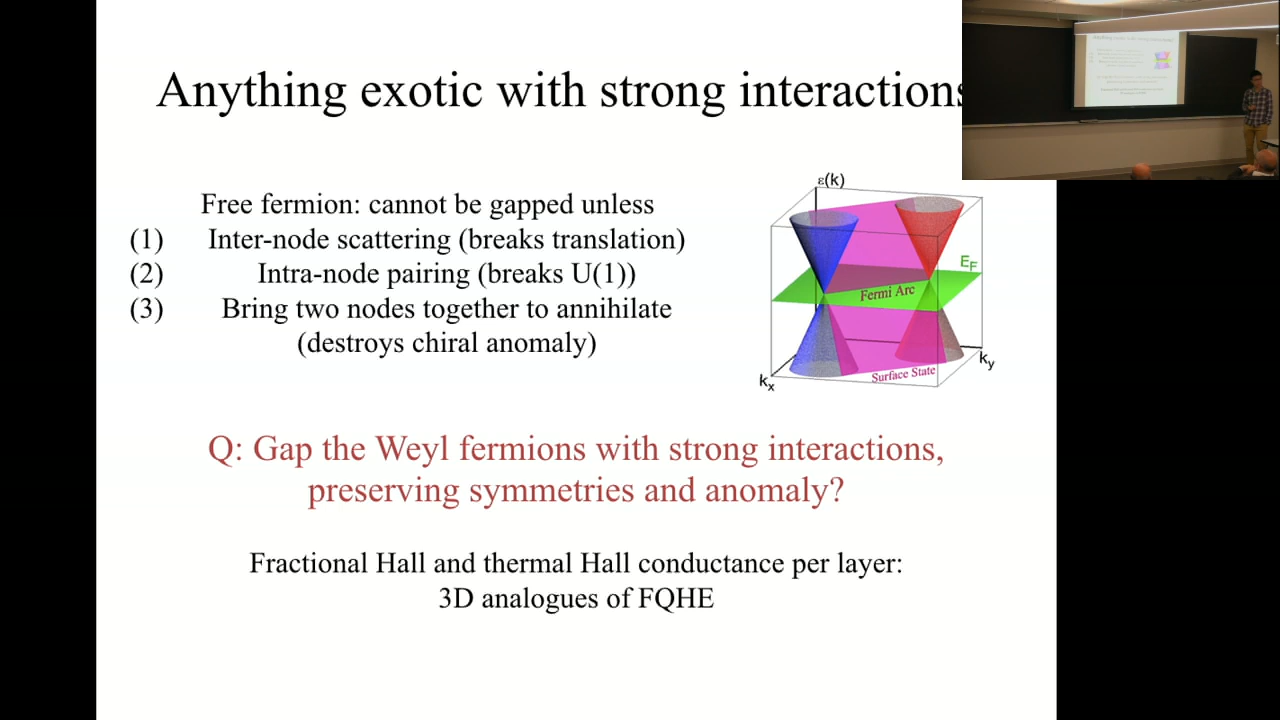 Anything exotic with strong interactions
Free fermion: cannot be gapped unless
(1) Inter-node scattering (breaks translation)
(2) Intra-node pairing (breaks U(1))
(3) Bring two nodes together to annihilate
(destroys chiral anomaly)
ε(k)
E_F
Fermi Arc
Surface State
k_x
k_y
Q: Gap the Weyl fermions with strong interactions,
preserving symmetries and anomaly?
Fractional Hall and thermal Hall conductance per layer:
3D analogues of FQHE